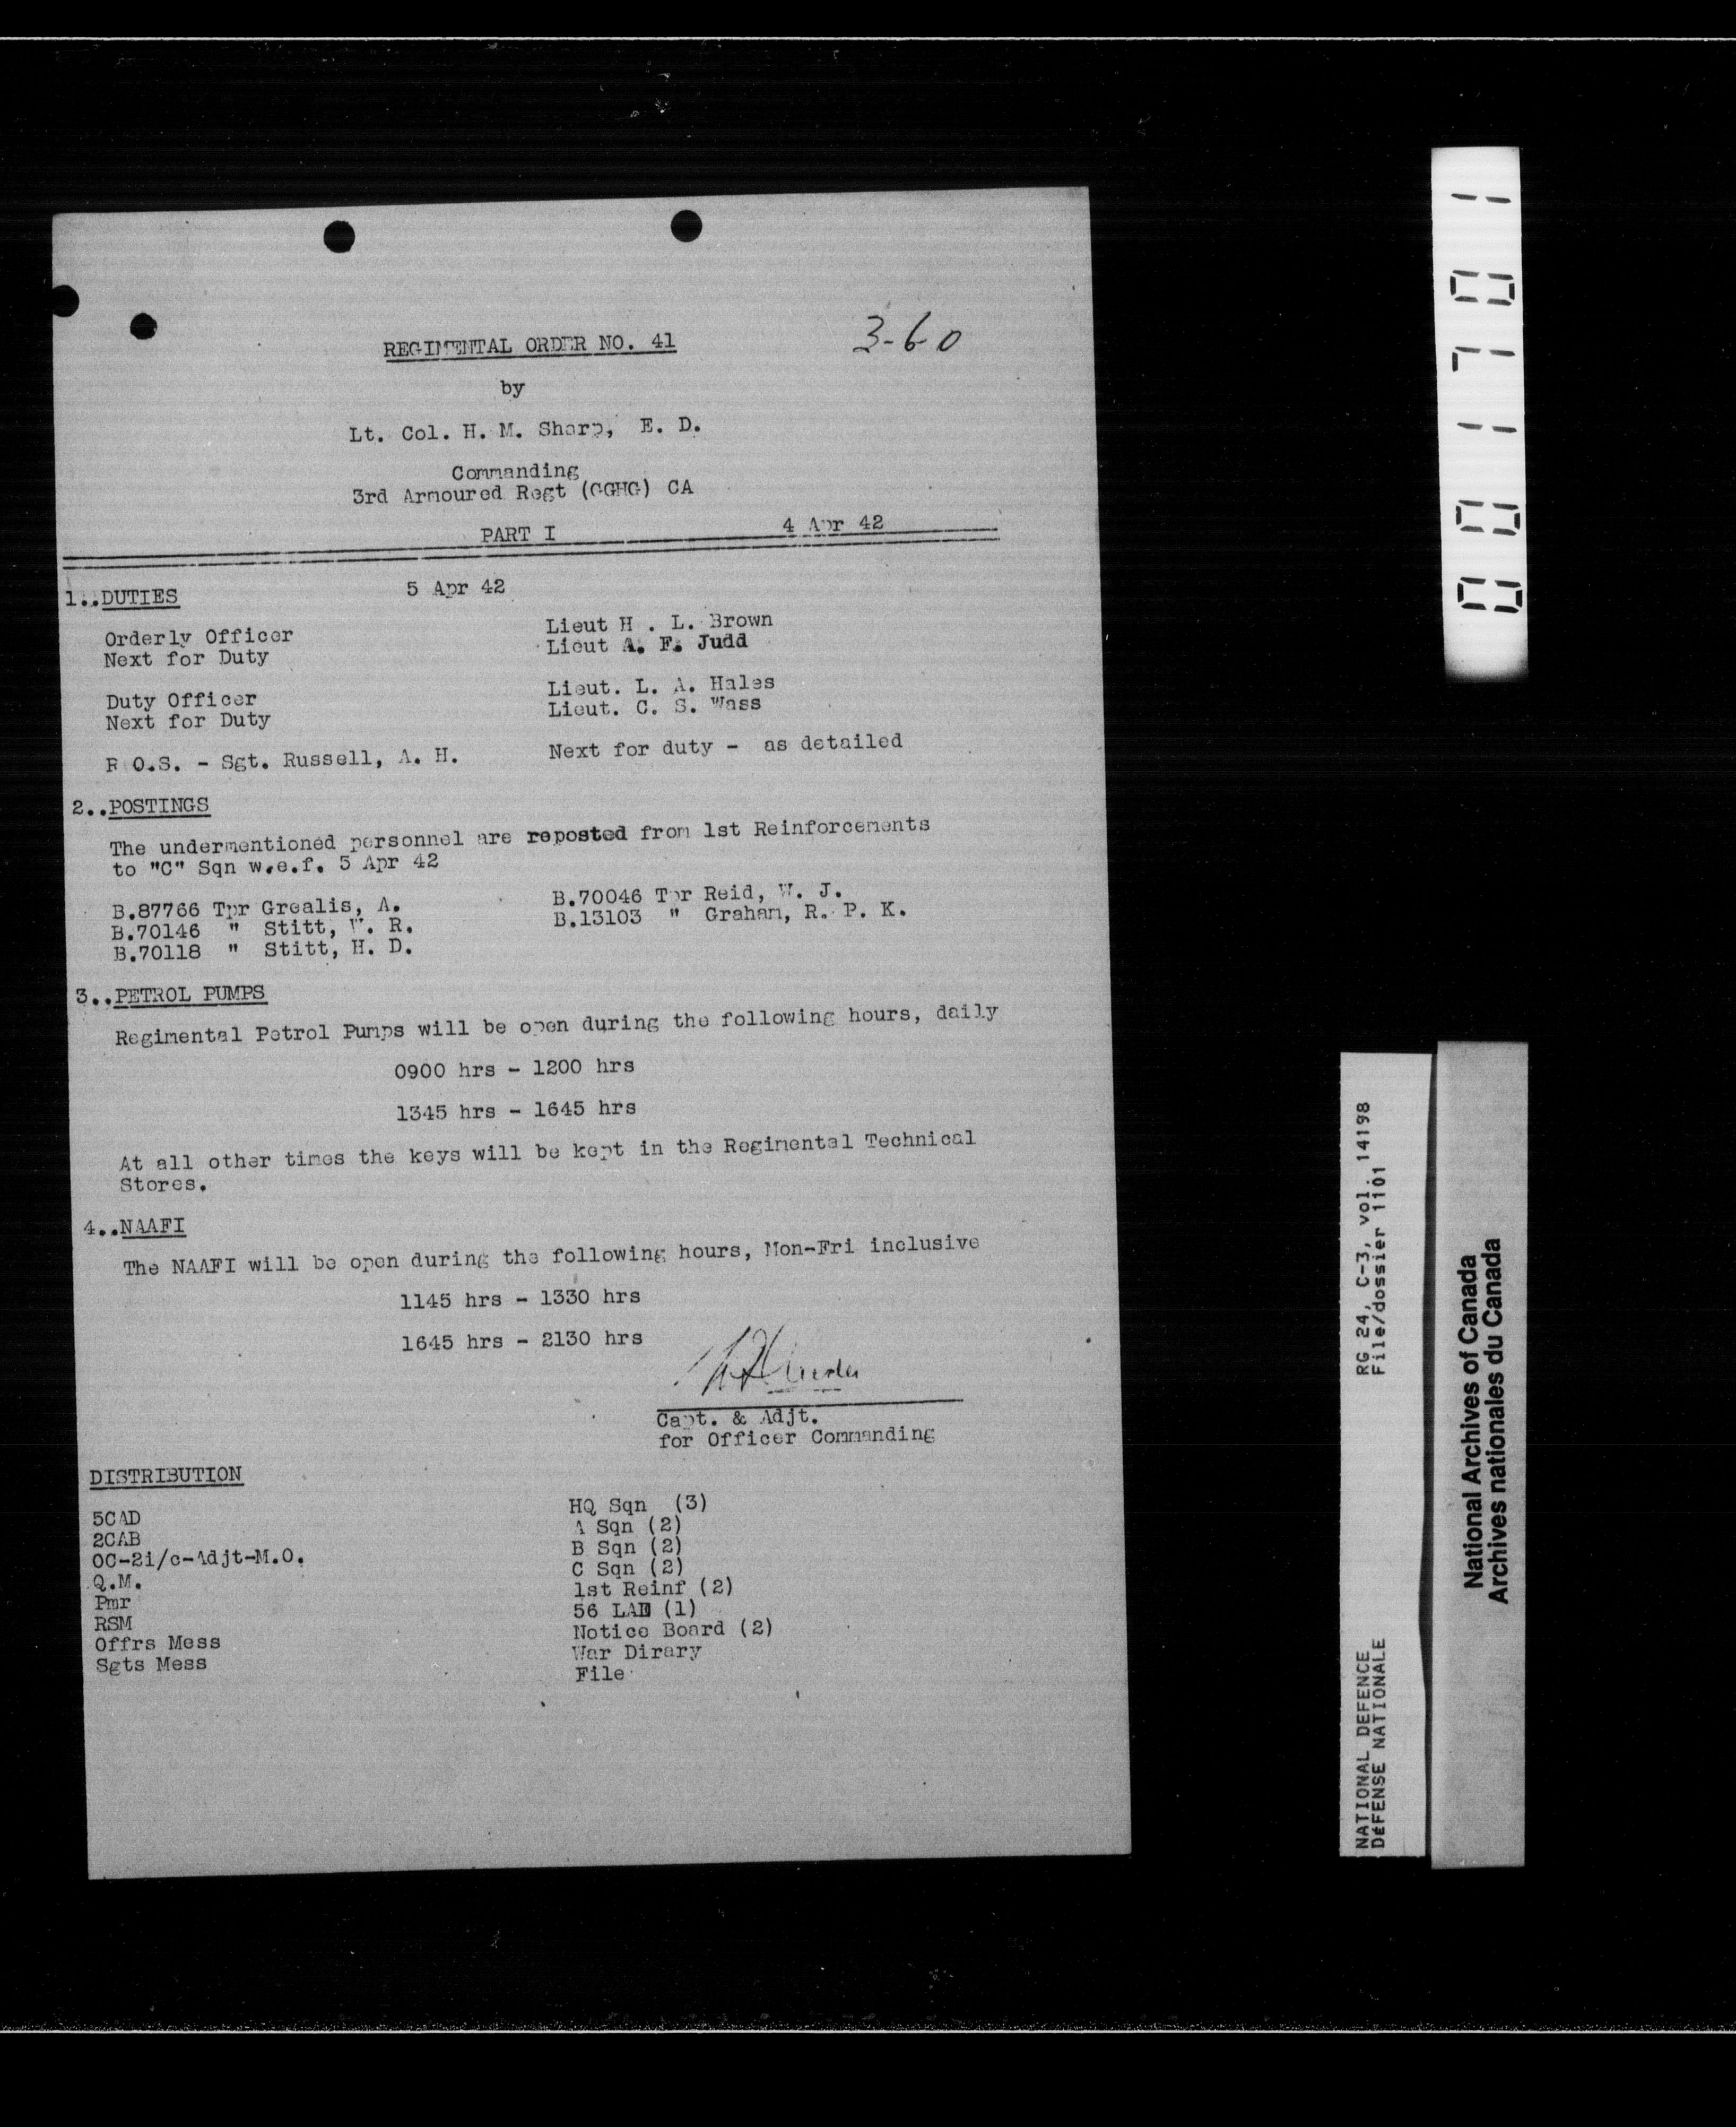 3-6-0
REGIMENTAL ORDER NO. 41
by
Lt. Col. H. M. Sharp, E. D.
Commanding
3rd Armoured Regt (GGHG) CA
PART I 4 Apr 42
1..DUTIES 5 Apr 42
Orderly Officer Lieut H . L. Brown
Next for Duty Lieut A. F. Judd
Duty Officer Lieut. L. A. Hales
Next for Duty Lieut. C. S. Wass
R O.S. - Sgt. Russell, A. H. Next for duty - as detailed
2..POSTINGS
The undermentioned personnel are reposted from 1st Reinforcements
to "C" Sqn w.e.f. 5 Apr 42
B.87766 Tpr Grealis, A. B.70046 Tpr Reid, W. J.
B.70146 " Stitt, W. R. B.13103 " Graham, R. P. K.
B.70118 " Stitt, H. D.
3..PETROL PUMPS
Regimental Petrol Pumps will be open during the following hours, daily
0900 hrs - 1200 hrs
1345 hrs - 1645 hrs
At all other times the keys will be kept in the Regimental Technical
Stores.
4..NAAFI
The NAAFI will be open during the following hours, Mon-Fri inclusive
1145 hrs - 1330 hrs
1645 hrs - 2130 hrs
Capt. & Adjt.
for Officer Commanding
DISTRIBUTION
5CAD HQ Sqn (3)
2CAB A Sqn (2)
OC-2i/c-Adjt-M.O. B Sqn (2)
Q.M. C Sqn (2)
Pmr 1st Reinf (2)
RSM 56 LAD (1)
Offrs Mess Notice Board (2)
Sgts Mess War Dirary
File
001701
NATIONAL DEFENCE RG 24, C-3, vol. 14198
DéFENSE NATIONALE File/dossier 1101
National Archives of Canada
Archives nationales du Canada